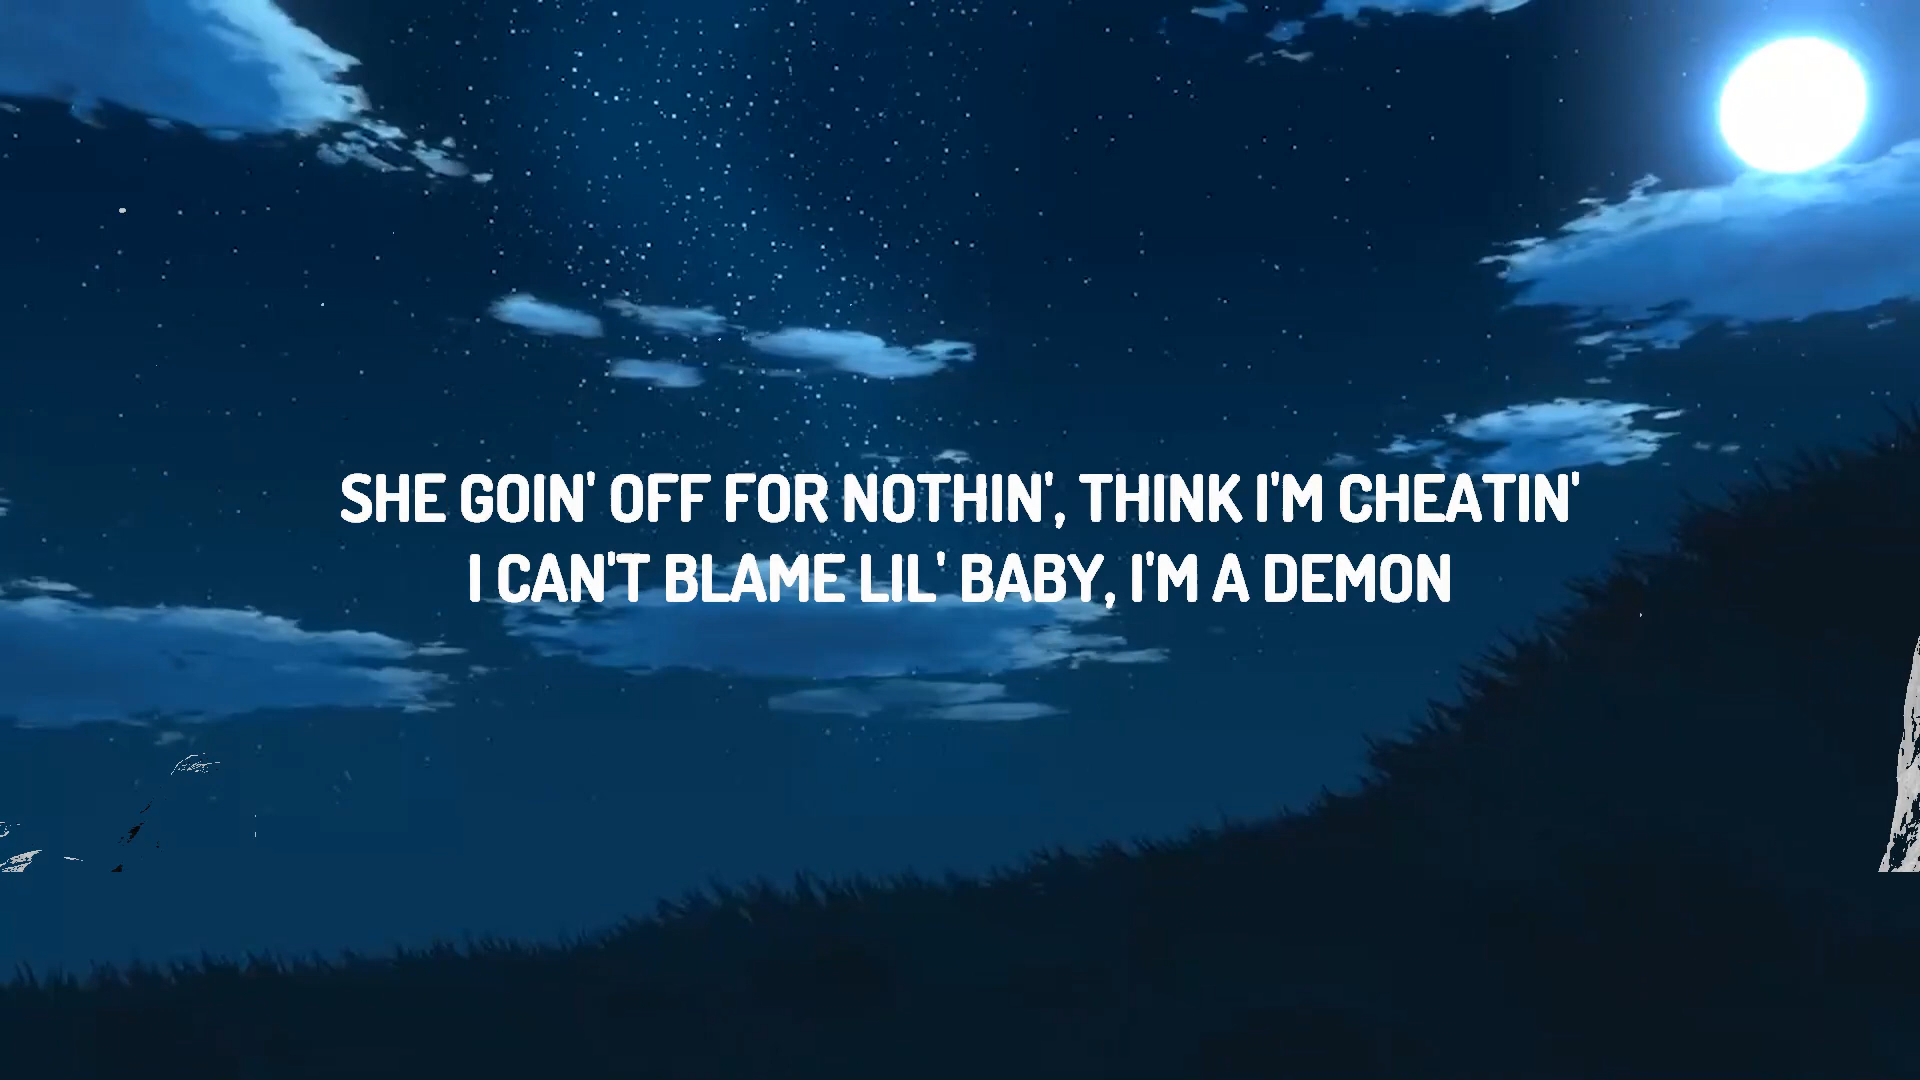 SHE GOIN' OFF FOR NOTHIN', THINK I'M CHEATIN'
I CAN'T BLAME LIL' BABY, I'M A DEMON